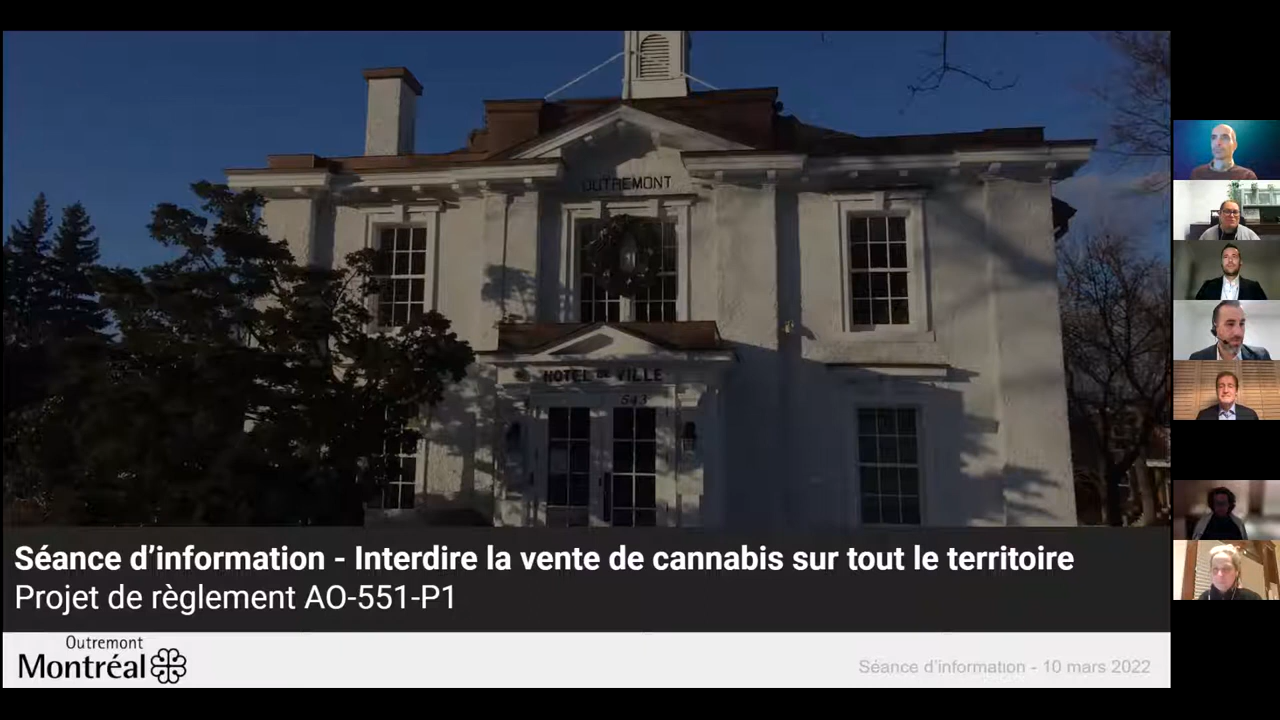 OUTREMONT
HOTEL DE VILLE
543
Séance d'information - Interdire la vente de cannabis sur tout le territoire
Projet de règlement AO-551-P1
Outremont
Montréal
Séance d'information - 10 mars 2022